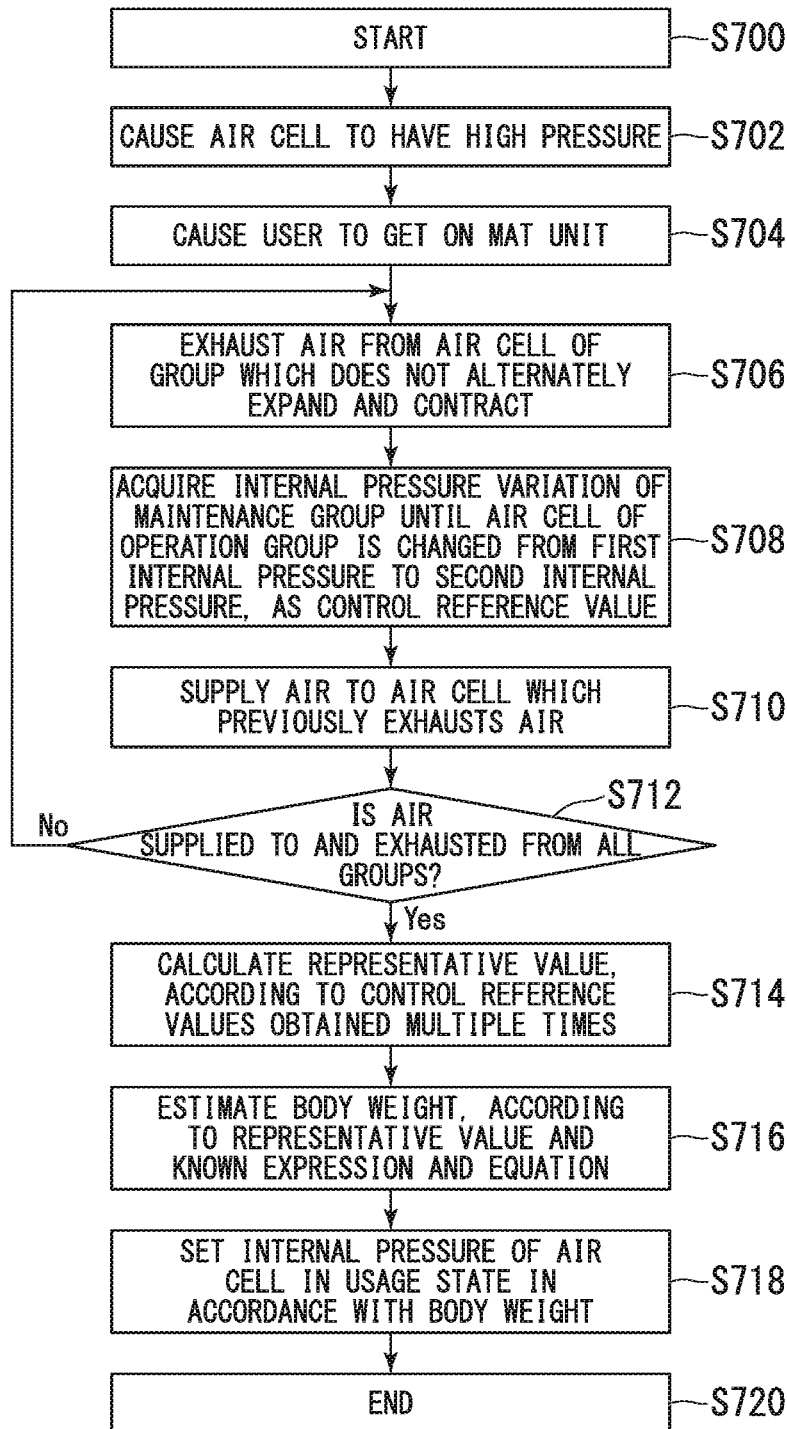 START
S700
CAUSE AIR CELL TO HAVE HIGH PRESSURE
S702
CAUSE USER TO GET ON MAT UNIT
S704
EXHAUST AIR FROM AIR CELL OF
GROUP WHICH DOES NOT ALTERNATELY
EXPAND AND CONTRACT
S706
ACQUIRE INTERNAL PRESSURE VARIATION OF
MAINTENANCE GROUP UNTIL AIR CELL OF
OPERATION GROUP IS CHANGED FROM FIRST
INTERNAL PRESSURE TO SECOND INTERNAL
PRESSURE, AS CONTROL REFERENCE VALUE
S708
SUPPLY AIR TO AIR CELL WHICH
PREVIOUSLY EXHAUSTS AIR
S710
IS AIR
SUPPLIED TO AND EXHAUSTED FROM ALL
GROUPS?
S712
No
Yes
CALCULATE REPRESENTATIVE VALUE,
ACCORDING TO CONTROL REFERENCE
VALUES OBTAINED MULTIPLE TIMES
S714
ESTIMATE BODY WEIGHT, ACCORDING
TO REPRESENTATIVE VALUE AND
KNOWN EXPRESSION AND EQUATION
S716
SET INTERNAL PRESSURE OF AIR
CELL IN USAGE STATE IN
ACCORDANCE WITH BODY WEIGHT
S718
END
S720